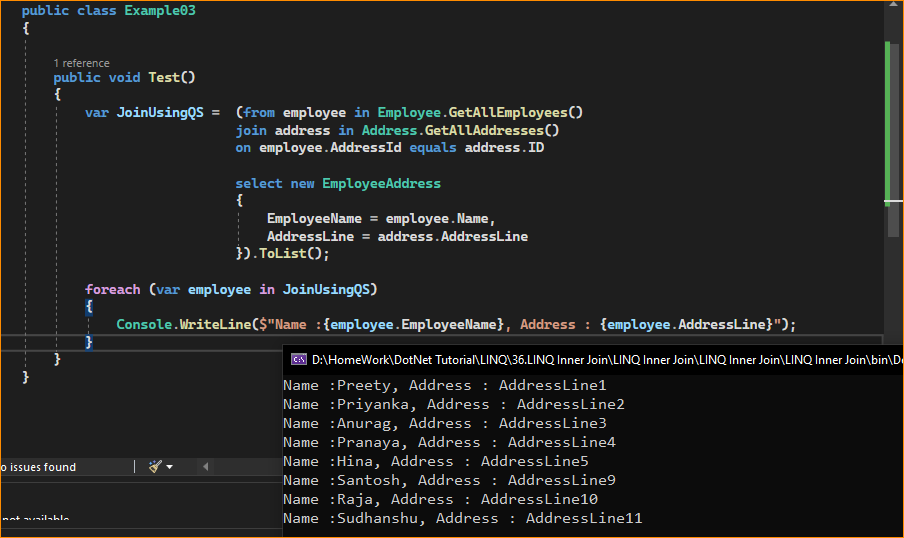 public class Example03
{
1 reference
public void Test()
{
var JoinUsingQS = (from employee in Employee.GetAllEmployees()
join address in Address.GetAllAddresses()
on employee.AddressId equals address.ID
select new EmployeeAddress
{
EmployeeName = employee.Name,
AddressLine = address.AddressLine
}).ToList();
foreach (var employee in JoinUsingQS)
{
Console.WriteLine($"Name :{employee.EmployeeName}, Address : {employee.AddressLine}");
}
}
}
D:\HomeWork\DotNet Tutorial\LINQ\36.LINQ Inner Join\LINQ Inner Join\LINQ Inner Join\LINQ Inner Join\bin\De
Name :Preety, Address : AddressLine1
Name :Priyanka, Address : AddressLine2
Name :Anurag, Address : AddressLine3
Name :Pranaya, Address : AddressLine4
Name :Hina, Address : AddressLine5
Name :Santosh, Address : AddressLine9
Name :Raja, Address : AddressLine10
Name :Sudhanshu, Address : AddressLine11
o issues found
not available